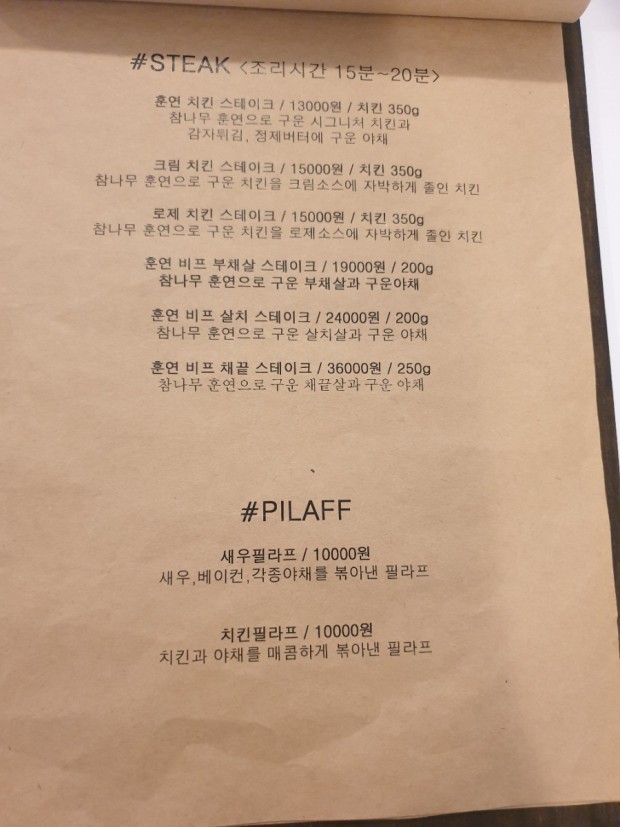 #STEAK <조리시간 15분~20분>
훈연 치킨 스테이크 / 13000원 / 치킨 350g
참나무 훈연으로 구운 시그니처 치킨과
감자튀김, 정제버터에 구운 야채
크림 치킨 스테이크 / 15000원 / 치킨 350g
참나무 훈연으로 구운 치킨을 크림소스에 자박하게 졸인 치킨
로제 치킨 스테이크 / 15000원 / 치킨 350g
참나무 훈연으로 구운 치킨을 로제소스에 자박하게 졸인 치킨
훈연 비프 부채살 스테이크 / 19000원 / 200g
참나무 훈연으로 구운 부채살과 구운야채
훈연 비프 살치 스테이크 / 24000원 / 200g
참나무 훈연으로 구운 살치살과 구운 야채
훈연 비프 채끝 스테이크 / 36000원 / 250g
참나무 훈연으로 구운 채끝살과 구운 야채
#PILAFF
새우필라프 / 10000원
새우,베이컨,각종야채를 볶아낸 필라프
치킨필라프 / 10000원
치킨과 야채를 매콤하게 볶아낸 필라프